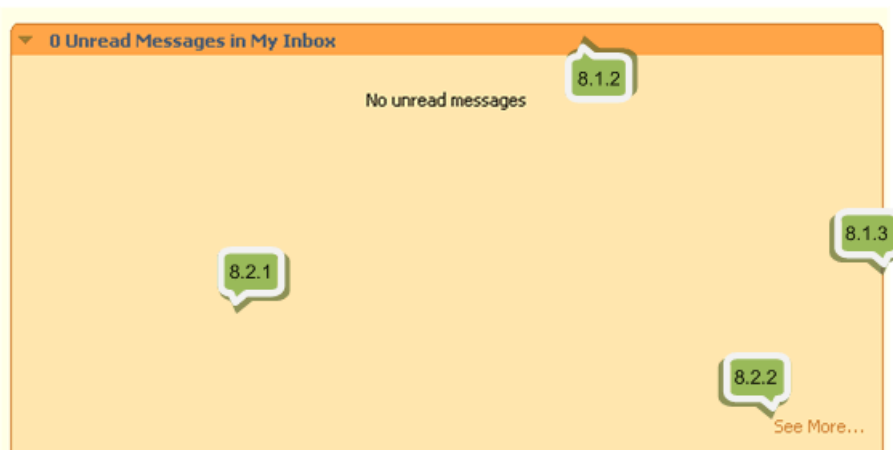 0 Unread Messages in My Inbox
8.1.2
No unread messages
8.1.3
8.2.1
8.2.2
See More...